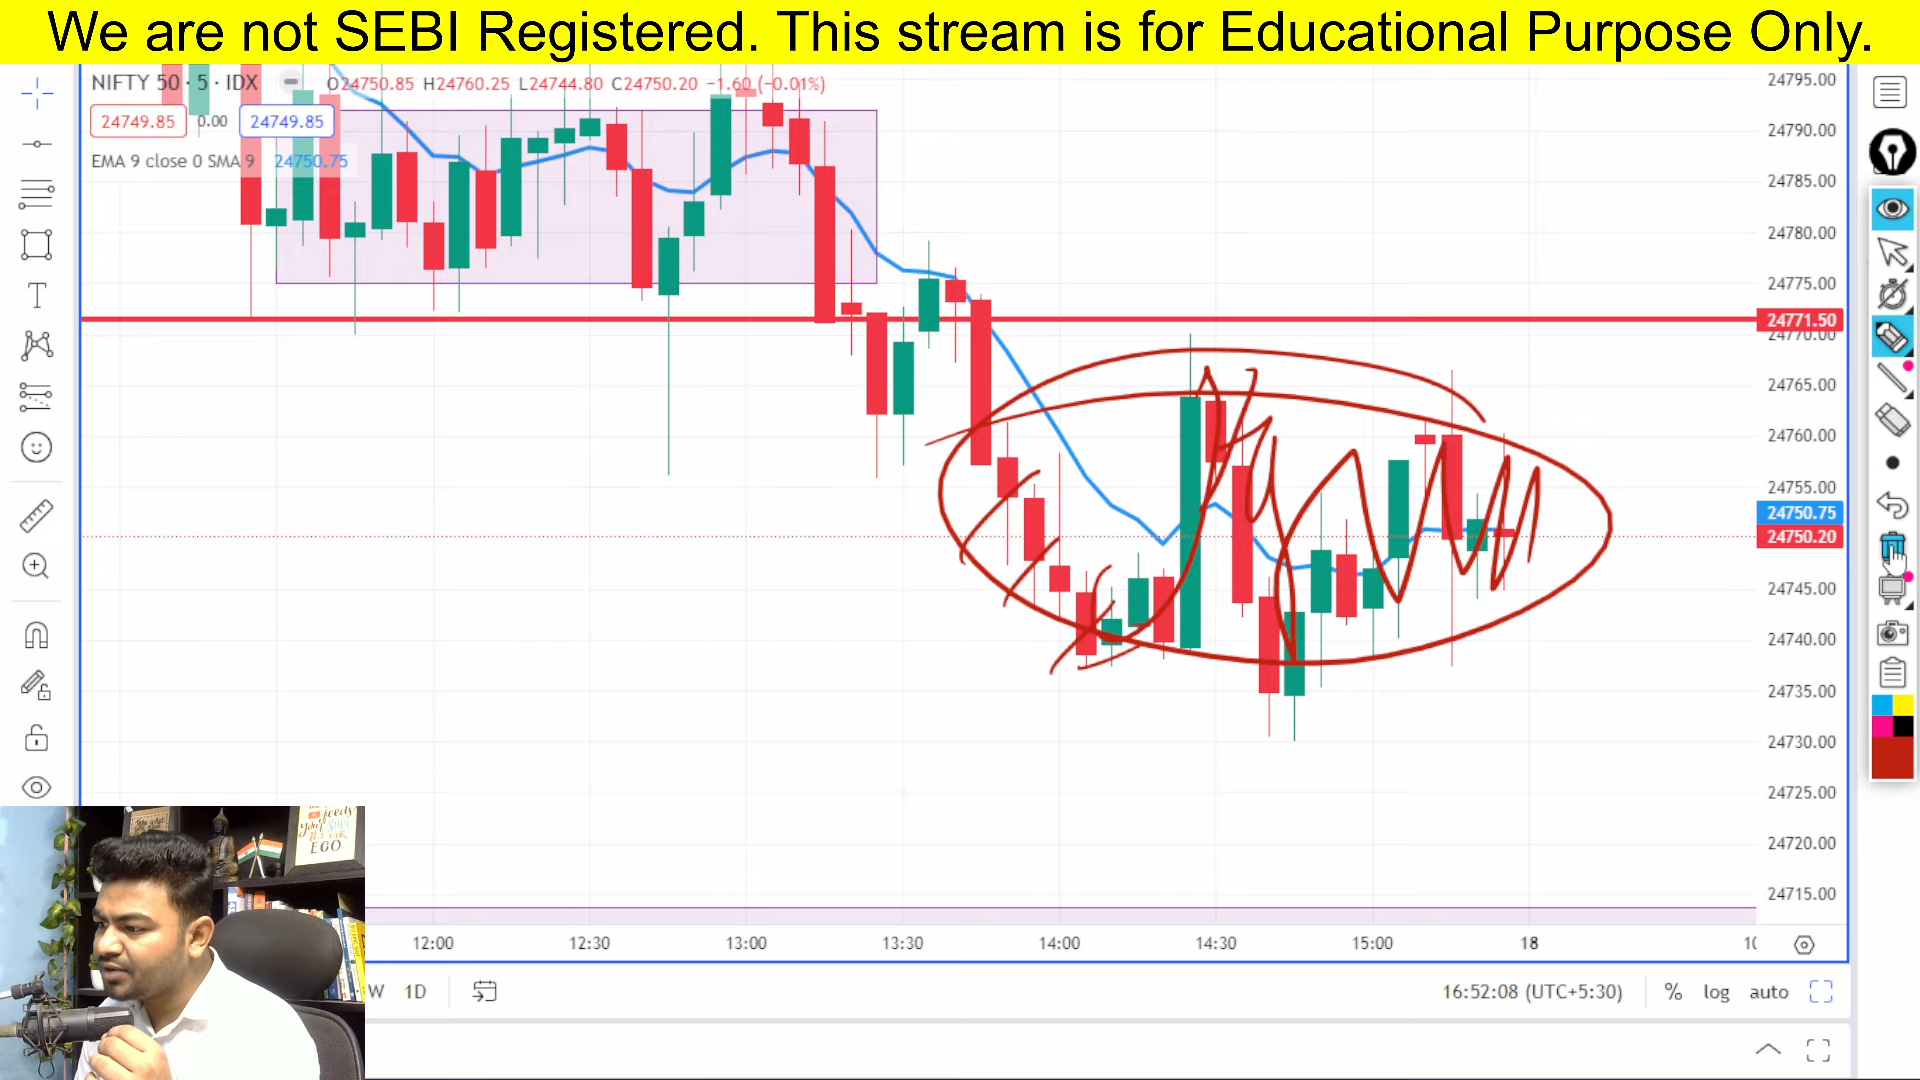 We are not SEBI Registered. This stream is for Educational Purpose Only.
NIFTY 50 · 5 · IDX O24750.85 H24760.25 L24744.80 C24750.20 −1.60 (−0.01%)
24749.85 0.00 24749.85
EMA 9 close 0 SMA 9 24750.75
24795.00
24790.00
24785.00
24780.00
24775.00
24771.50
24770.00
24765.00
24760.00
24755.00
24750.75
24750.20
24745.00
24740.00
24735.00
24730.00
24725.00
24720.00
24715.00
feeds
your
EGO
12:00 12:30 13:00 13:30 14:00 14:30 15:00 18
W 1D 16:52:08 (UTC+5:30) % log auto